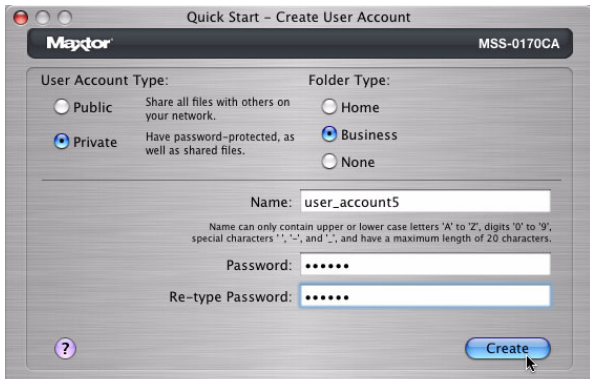 Quick Start – Create User Account
Maxtor
MSS-0170CA
User Account Type:
Public
Share all files with others on
your network.
Private
Have password-protected, as
well as shared files.
Folder Type:
Home
Business
None
Name: user_account5
Name can only contain upper or lower case letters 'A' to 'Z', digits '0' to '9',
special characters ' ', '-', and '_', and have a maximum length of 20 characters.
Password: ••••••
Re-type Password: ••••••
?
Create